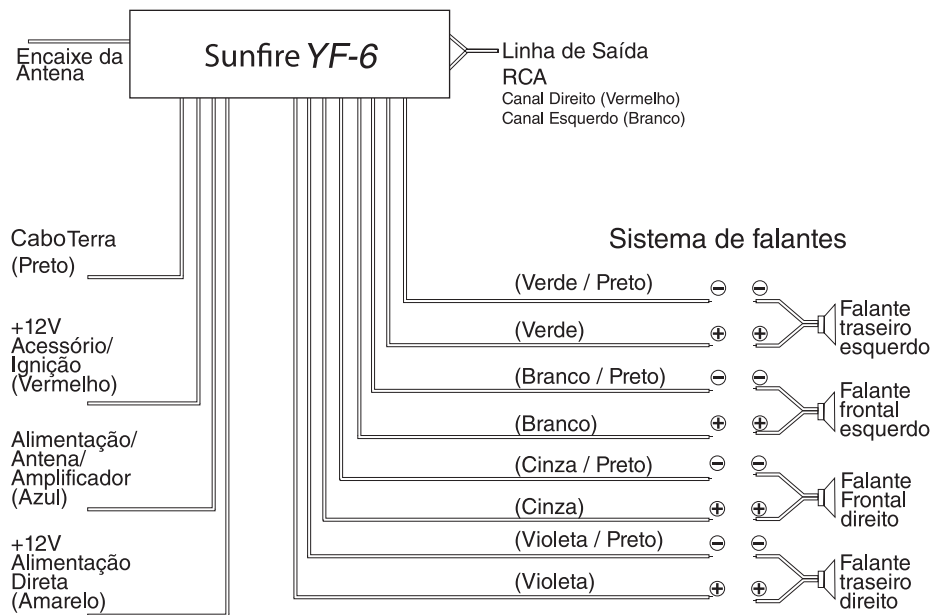 Sunfire YF-6
Encaixe da
Antena
Linha de Saída
RCA
Canal Direito (Vermelho)
Canal Esquerdo (Branco)
Cabo Terra
(Preto)
+12V
Acessório/
Ignição
(Vermelho)
Alimentação/
Antena/
Amplificador
(Azul)
+12V
Alimentação
Direta
(Amarelo)
Sistema de falantes
(Verde / Preto)
(Verde)
(Branco / Preto)
(Branco)
(Cinza / Preto)
(Cinza)
(Violeta / Preto)
(Violeta)
Falante
traseiro
esquerdo
Falante
frontal
esquerdo
Falante
Frontal
direito
Falante
traseiro
direito